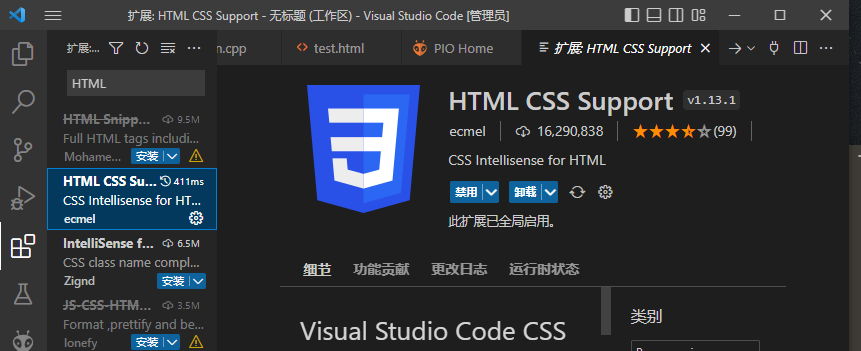 扩展: HTML CSS Support - 无标题 (工作区) - Visual Studio Code [管理员]
扩展:...
n.cpp
test.html
PIO Home
扩展: HTML CSS Support
HTML
HTML Snipp... 9.5M
Full HTML tags includi...
Mohame... 安装
HTML CSS Su... 411ms
CSS Intellisense for HT...
ecmel
IntelliSense f... 6.5M
CSS class name compl...
Zignd 安装
JS-CSS-HTM... 3.5M
Format ,prettify and be...
lonefy 安装
HTML CSS Support v1.13.1
ecmel 16,290,838 (99)
CSS Intellisense for HTML
禁用 卸载
此扩展已全局启用。
细节 功能贡献 更改日志 运行时状态
Visual Studio Code CSS
类别